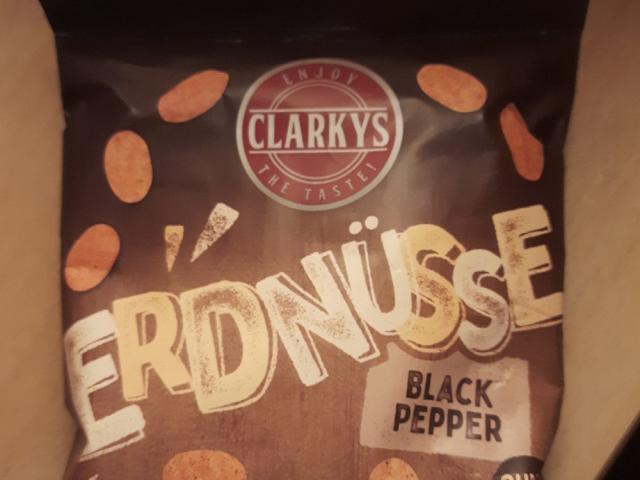 ENJOY
CLARKYS
THE TASTE!
ERDNÜSSE
BLACK
PEPPER